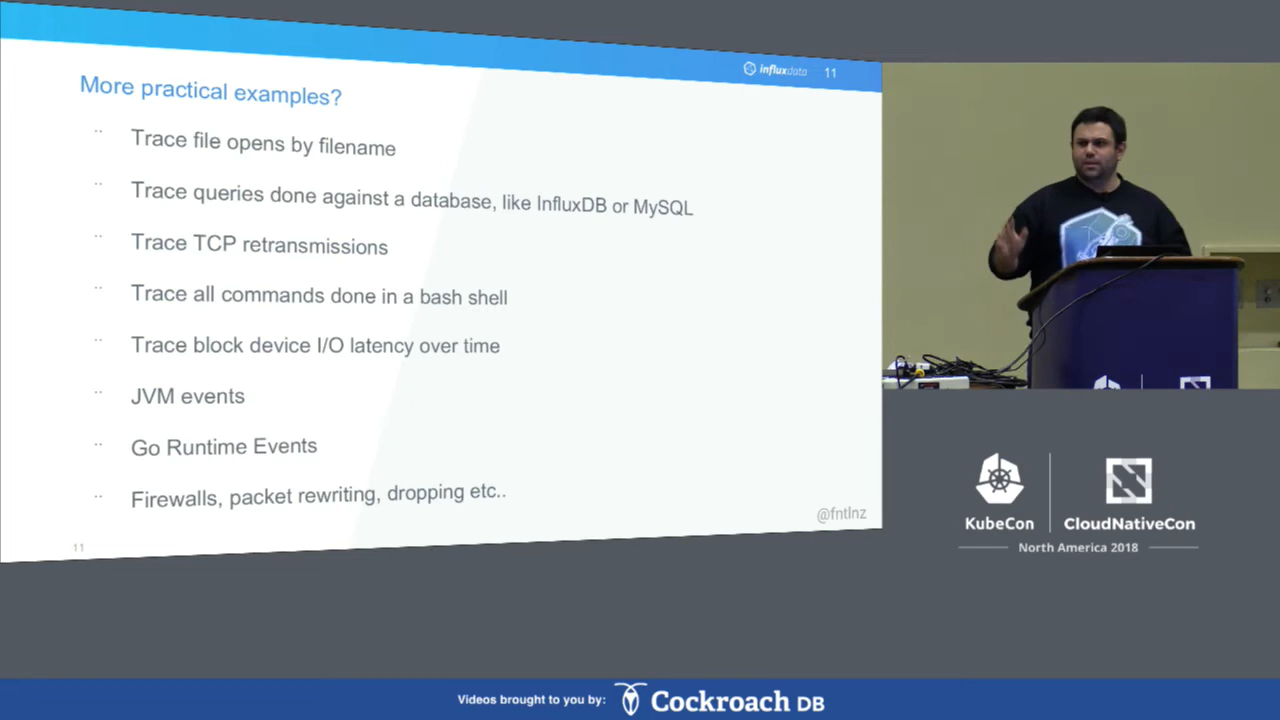 influxdata 11
More practical examples?
¨ Trace file opens by filename
¨ Trace queries done against a database, like InfluxDB or MySQL
¨ Trace TCP retransmissions
¨ Trace all commands done in a bash shell
¨ Trace block device I/O latency over time
¨ JVM events
¨ Go Runtime Events
¨ Firewalls, packet rewriting, dropping etc..
@fntlnz
11
KubeCon CloudNativeCon
North America 2018
Videos brought to you by: Cockroach DB